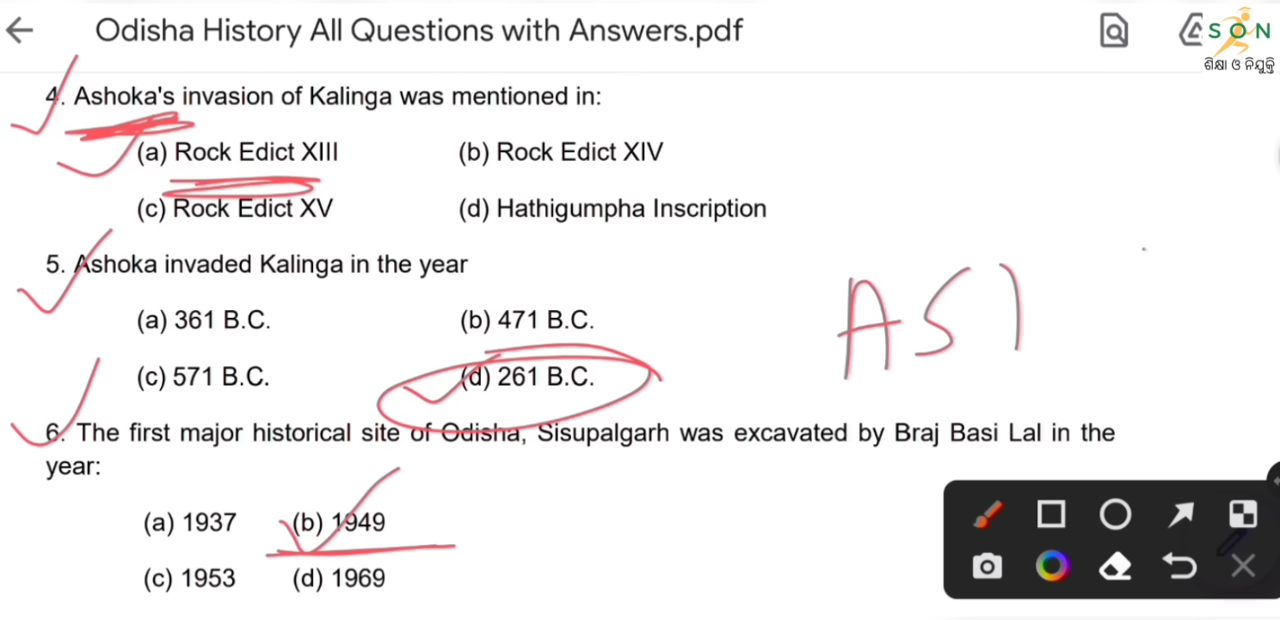 Odisha History All Questions with Answers.pdf
SON
ଶିକ୍ଷା ଓ ନିଯୁକ୍ତି
4. Ashoka's invasion of Kalinga was mentioned in:
(a) Rock Edict XIII (b) Rock Edict XIV
(c) Rock Edict XV (d) Hathigumpha Inscription
5. Ashoka invaded Kalinga in the year
(a) 361 B.C. (b) 471 B.C.
(c) 571 B.C. (d) 261 B.C.
ASI
6. The first major historical site of Odisha, Sisupalgarh was excavated by Braj Basi Lal in the
year:
(a) 1937 (b) 1949
(c) 1953 (d) 1969